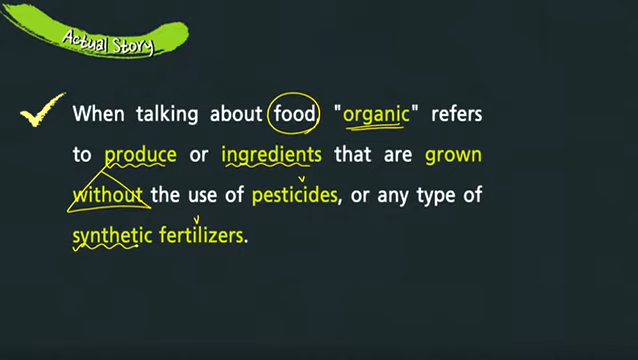 Actual Story
When talking about food, "organic" refers
to produce or ingredients that are grown
without the use of pesticides, or any type of
synthetic fertilizers.